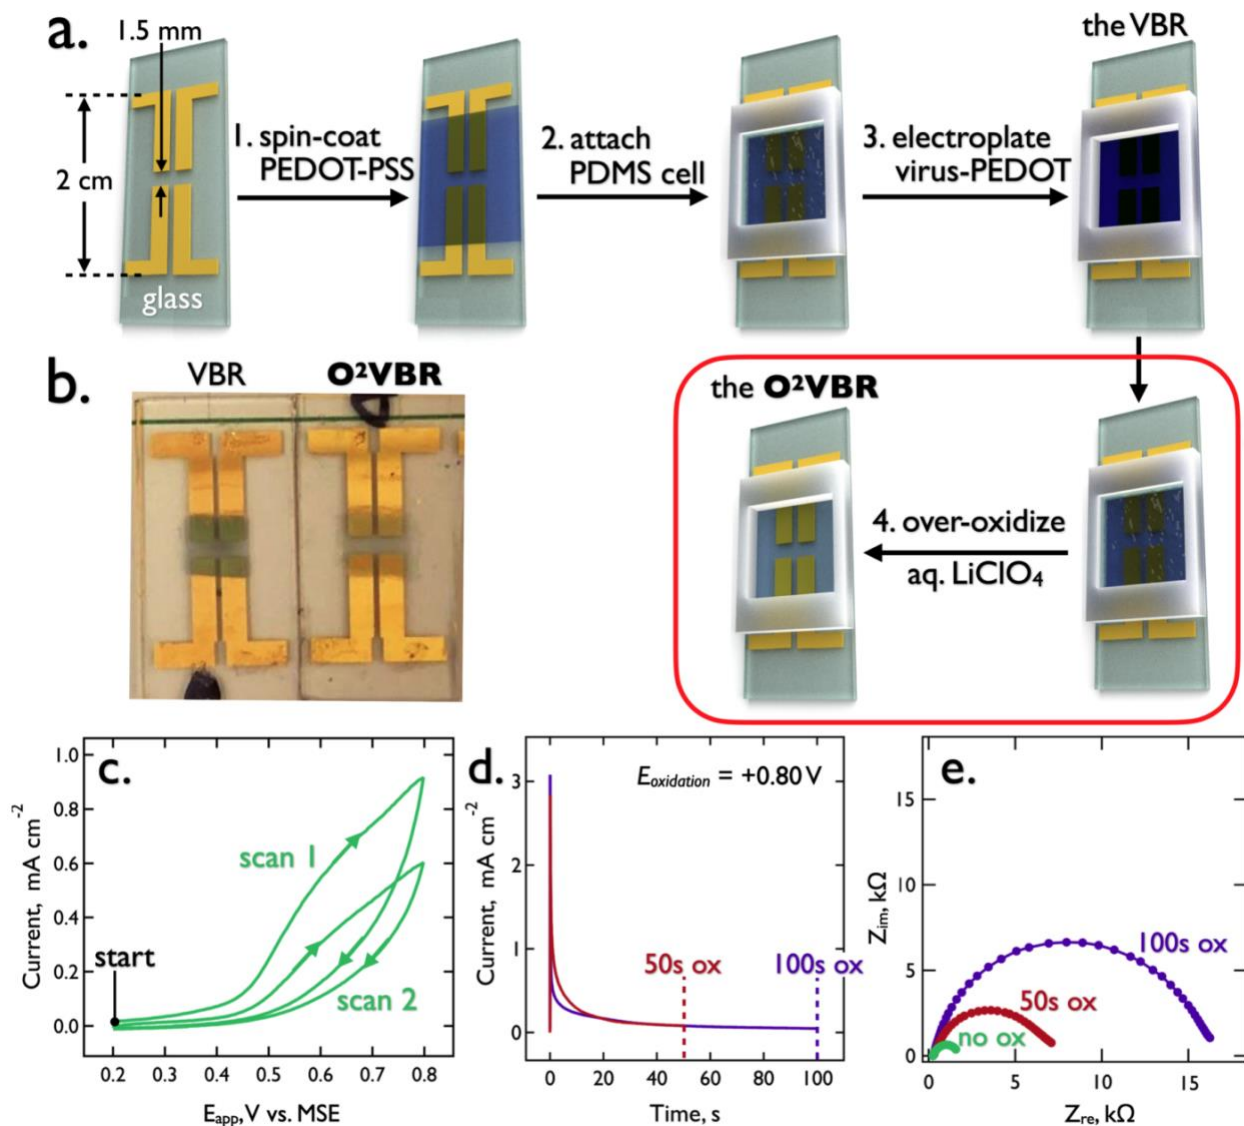 a.
1.5 mm
2 cm
glass
1. spin-coat
PEDOT-PSS
2. attach
PDMS cell
3. electroplate
virus-PEDOT
the VBR
b.
VBR
O²VBR
the O²VBR
4. over-oxidize
aq. LiClO₄
c.
Current, mA cm⁻²
1.0
0.8
0.6
0.4
0.2
0.0
scan 1
scan 2
start
0.2 0.3 0.4 0.5 0.6 0.7 0.8
E_app, V vs. MSE
d.
E_oxidation = +0.80 V
Current, mA cm⁻²
3
2
1
0
50s ox
100s ox
0 20 40 60 80 100
Time, s
e.
Z_im, kΩ
15
10
5
0
100s ox
50s ox
no ox
0 5 10 15
Z_re, kΩ